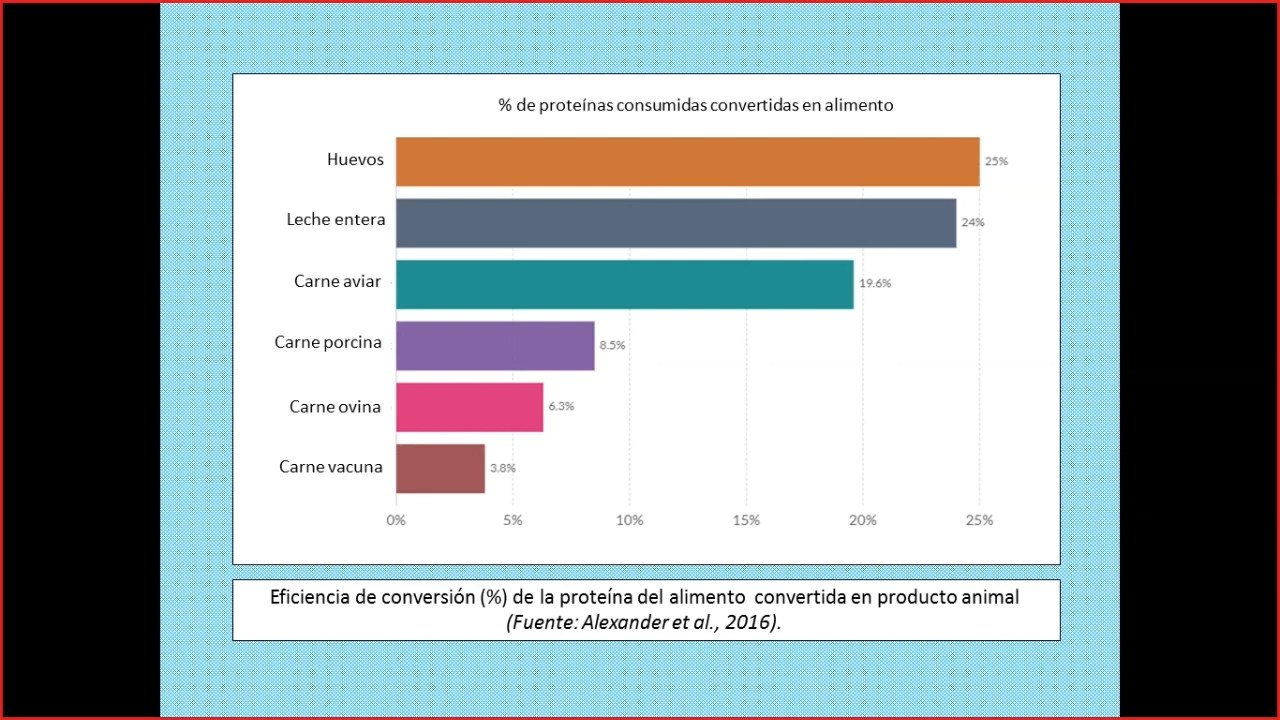 % de proteínas consumidas convertidas en alimento
Huevos 25%
Leche entera 24%
Carne aviar 19.6%
Carne porcina 8.5%
Carne ovina 6.3%
Carne vacuna 3.8%
0% 5% 10% 15% 20% 25%
Eficiencia de conversión (%) de la proteína del alimento convertida en producto animal
(Fuente: Alexander et al., 2016).